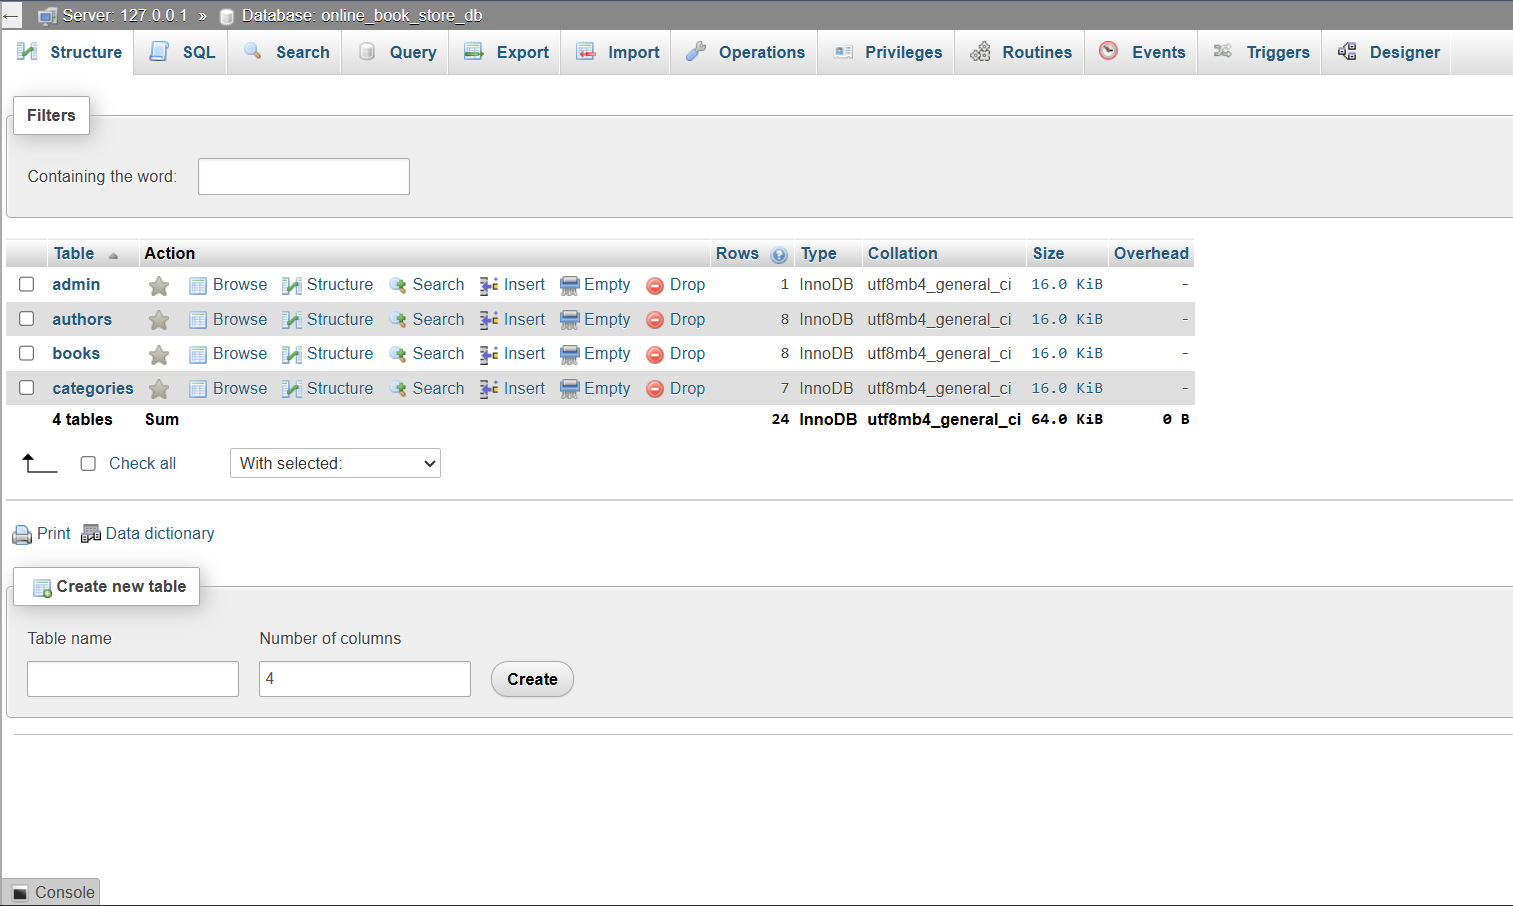 ← Server: 127.0.0.1 » Database: online_book_store_db
Structure SQL Search Query Export Import Operations Privileges Routines Events Triggers Designer
Filters
Containing the word:
Table Action Rows Type Collation Size Overhead
admin Browse Structure Search Insert Empty Drop 1 InnoDB utf8mb4_general_ci 16.0 KiB -
authors Browse Structure Search Insert Empty Drop 8 InnoDB utf8mb4_general_ci 16.0 KiB -
books Browse Structure Search Insert Empty Drop 8 InnoDB utf8mb4_general_ci 16.0 KiB -
categories Browse Structure Search Insert Empty Drop 7 InnoDB utf8mb4_general_ci 16.0 KiB -
4 tables Sum 24 InnoDB utf8mb4_general_ci 64.0 KiB 0 B
Check all With selected:
Print Data dictionary
Create new table
Table name Number of columns
4 Create
Console